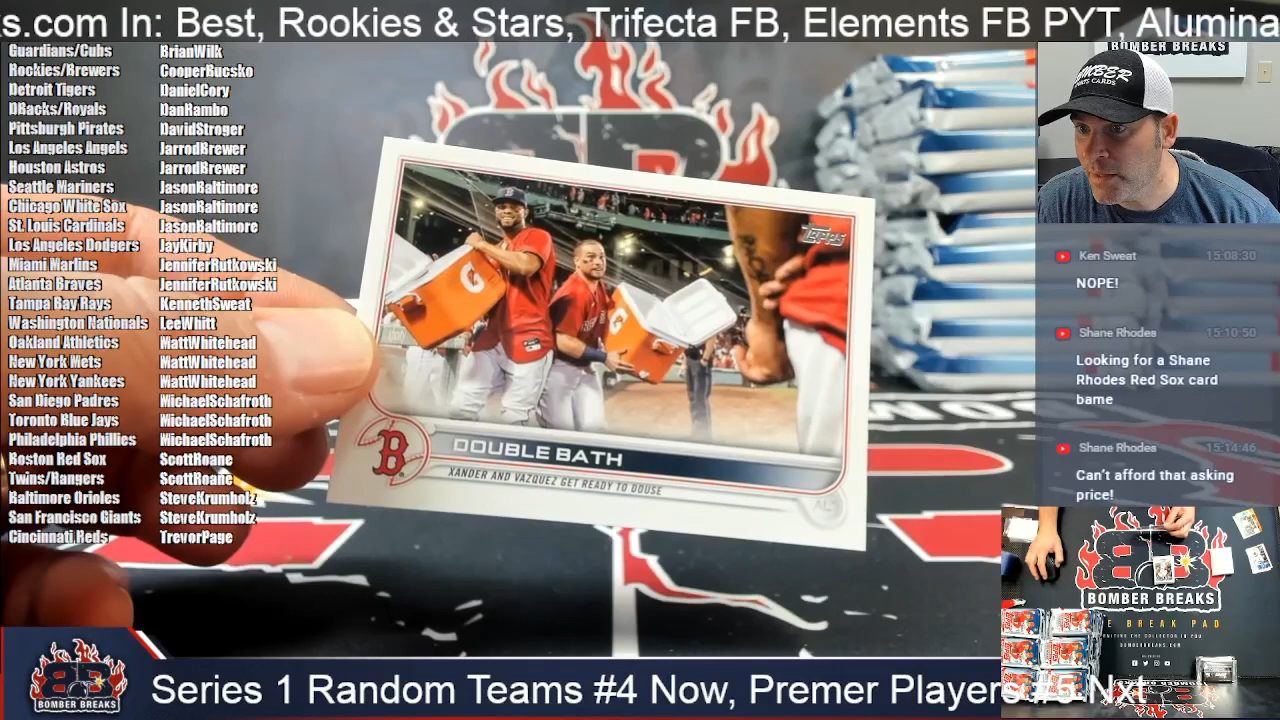 ks.com In: Best, Rookies & Stars, Trifecta FB, Elements FB PYT, Alumina
Guardians/Cubs BrianWilk
Rockies/Brewers CooperBucsko
Detroit Tigers DanielCory
DBacks/Royals DanRambo
Pittsburgh Pirates DavidStroger
Los Angeles Angels JarrodBrewer
Houston Astros JarrodBrewer
Seattle Mariners JasonBaltimore
Chicago White Sox JasonBaltimore
St. Louis Cardinals JasonBaltimore
Los Angeles Dodgers JayKirby
Miami Marlins JenniferRutkowski
Atlanta Braves JenniferRutkowski
Tampa Bay Rays KennethSweat
Washington Nationals LeeWhitt
Oakland Athletics MattWhitehead
New York Mets MattWhitehead
New York Yankees MattWhitehead
San Diego Padres MichaelSchafroth
Toronto Blue Jays MichaelSchafroth
Philadelphia Phillies MichaelSchafroth
Boston Red Sox ScottRoane
Twins/Rangers ScottRoane
Baltimore Orioles SteveKrumholz
San Francisco Giants SteveKrumholz
Cincinnati Reds TrevorPage
TOPPS
G
G
B
DOUBLE BATH
XANDER AND VAZQUEZ GET READY TO DOUSE
AL
BOMBER BREAKS
BOMBER
Ken Sweat 15:08:30
NOPE!
Shane Rhodes 15:10:50
Looking for a Shane
Rhodes Red Sox card
bame
Shane Rhodes 15:14:46
Can't afford that asking
price!
BOMBER BREAKS
E BREAK PAD
BOMBER BREAKS
Series 1 Random Teams #4 Now, Premer Players #5 Nxt